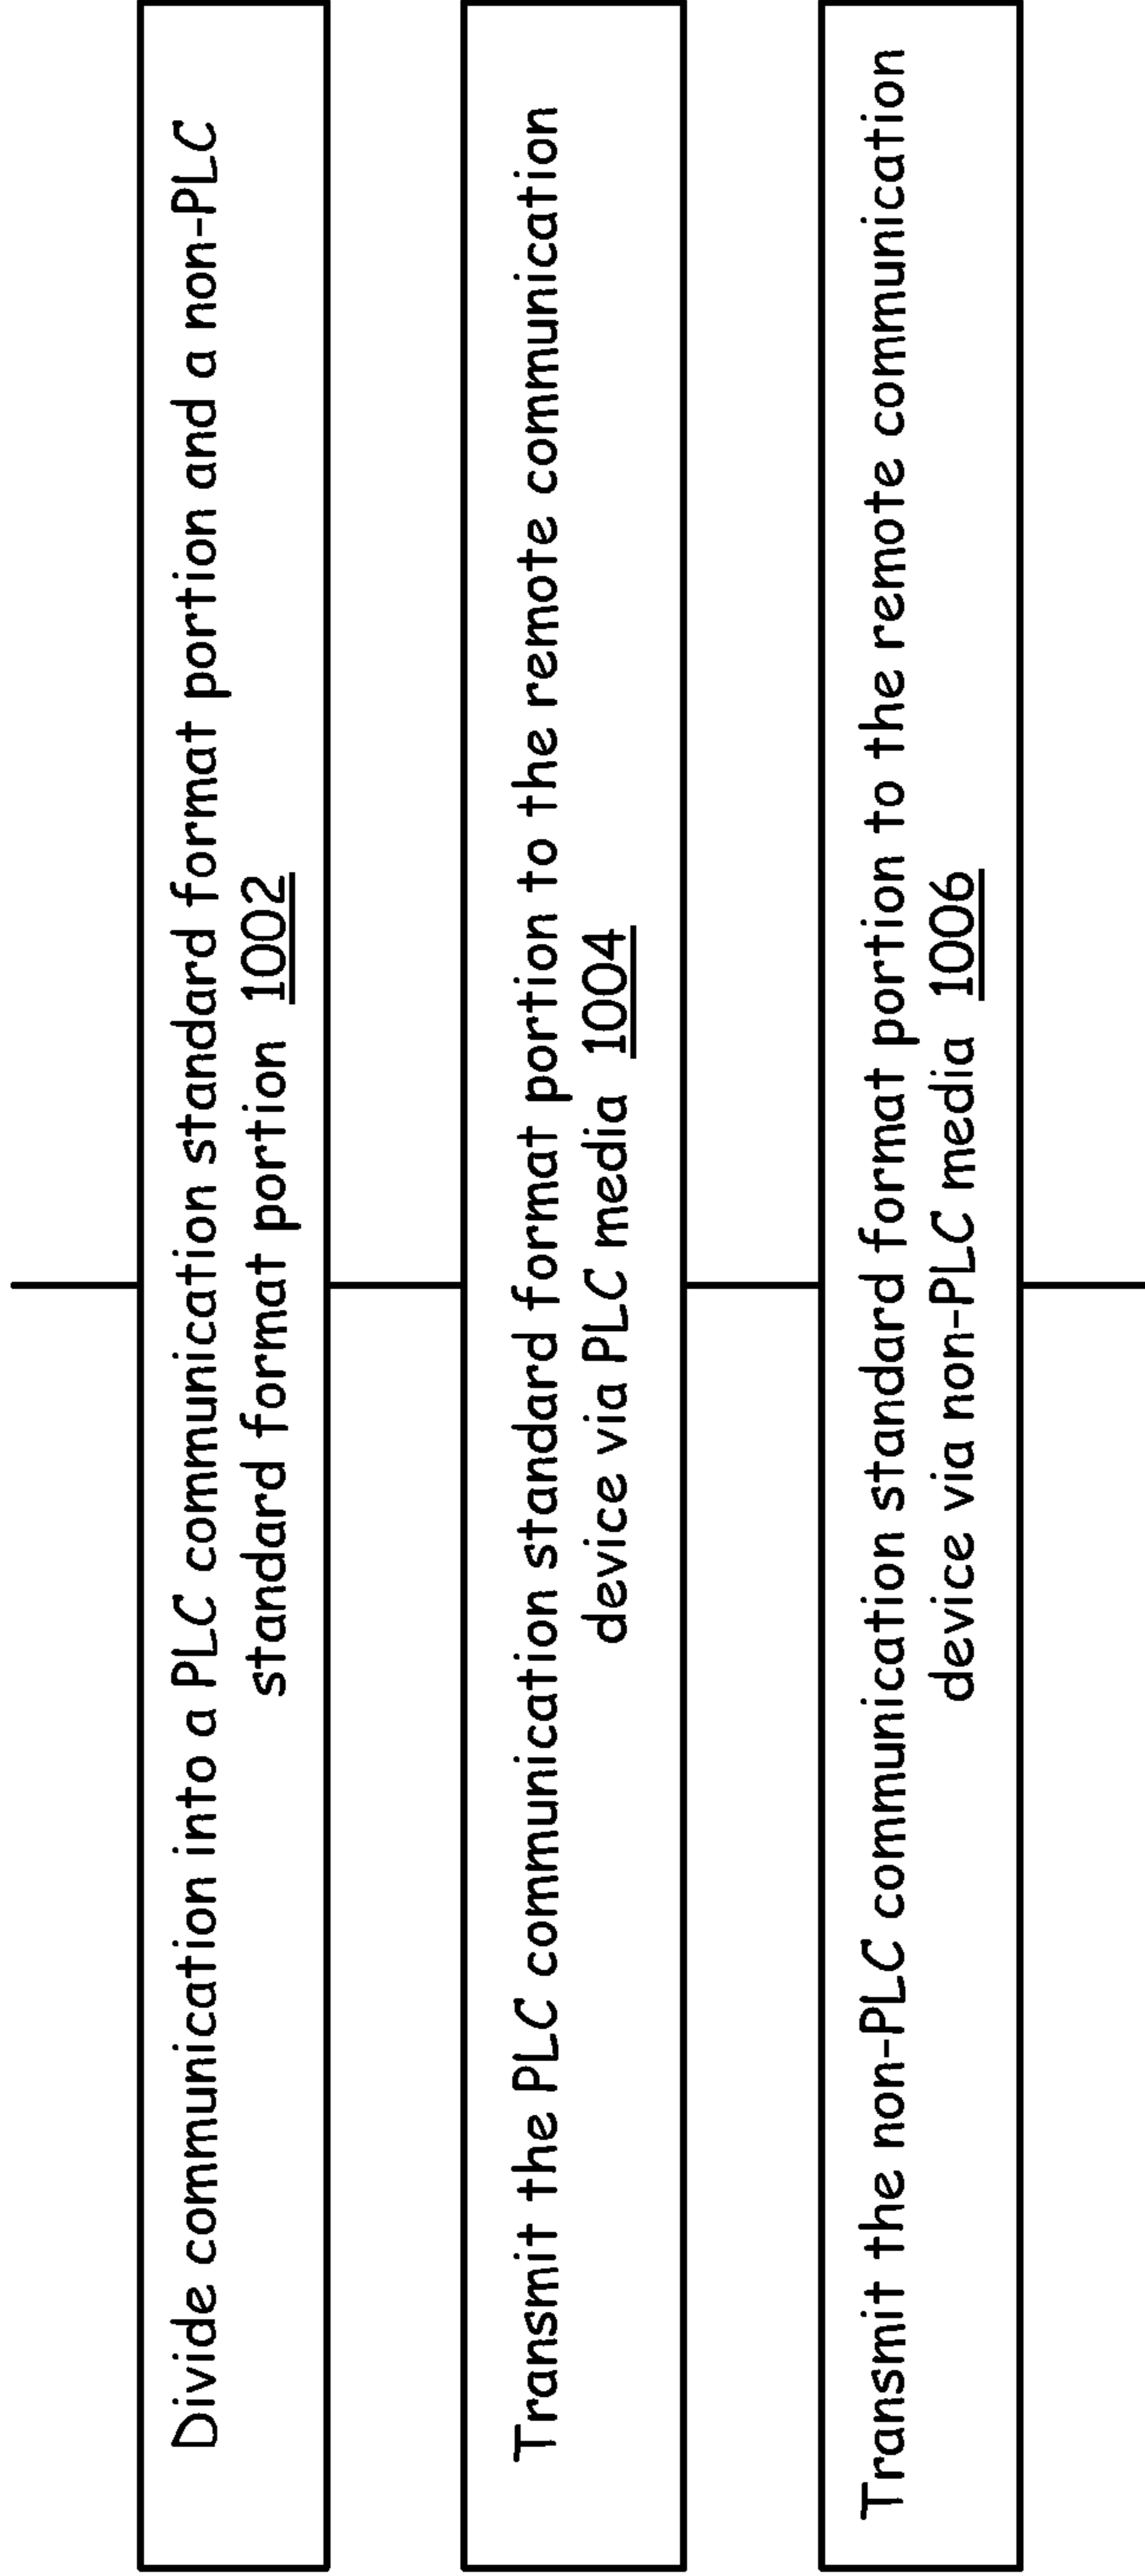 Divide communication into a PLC communication standard format portion and a non-PLC
standard format portion 1002
Transmit the PLC communication standard format portion to the remote communication
device via PLC media 1004
Transmit the non-PLC communication standard format portion to the remote communication
device via non-PLC media 1006